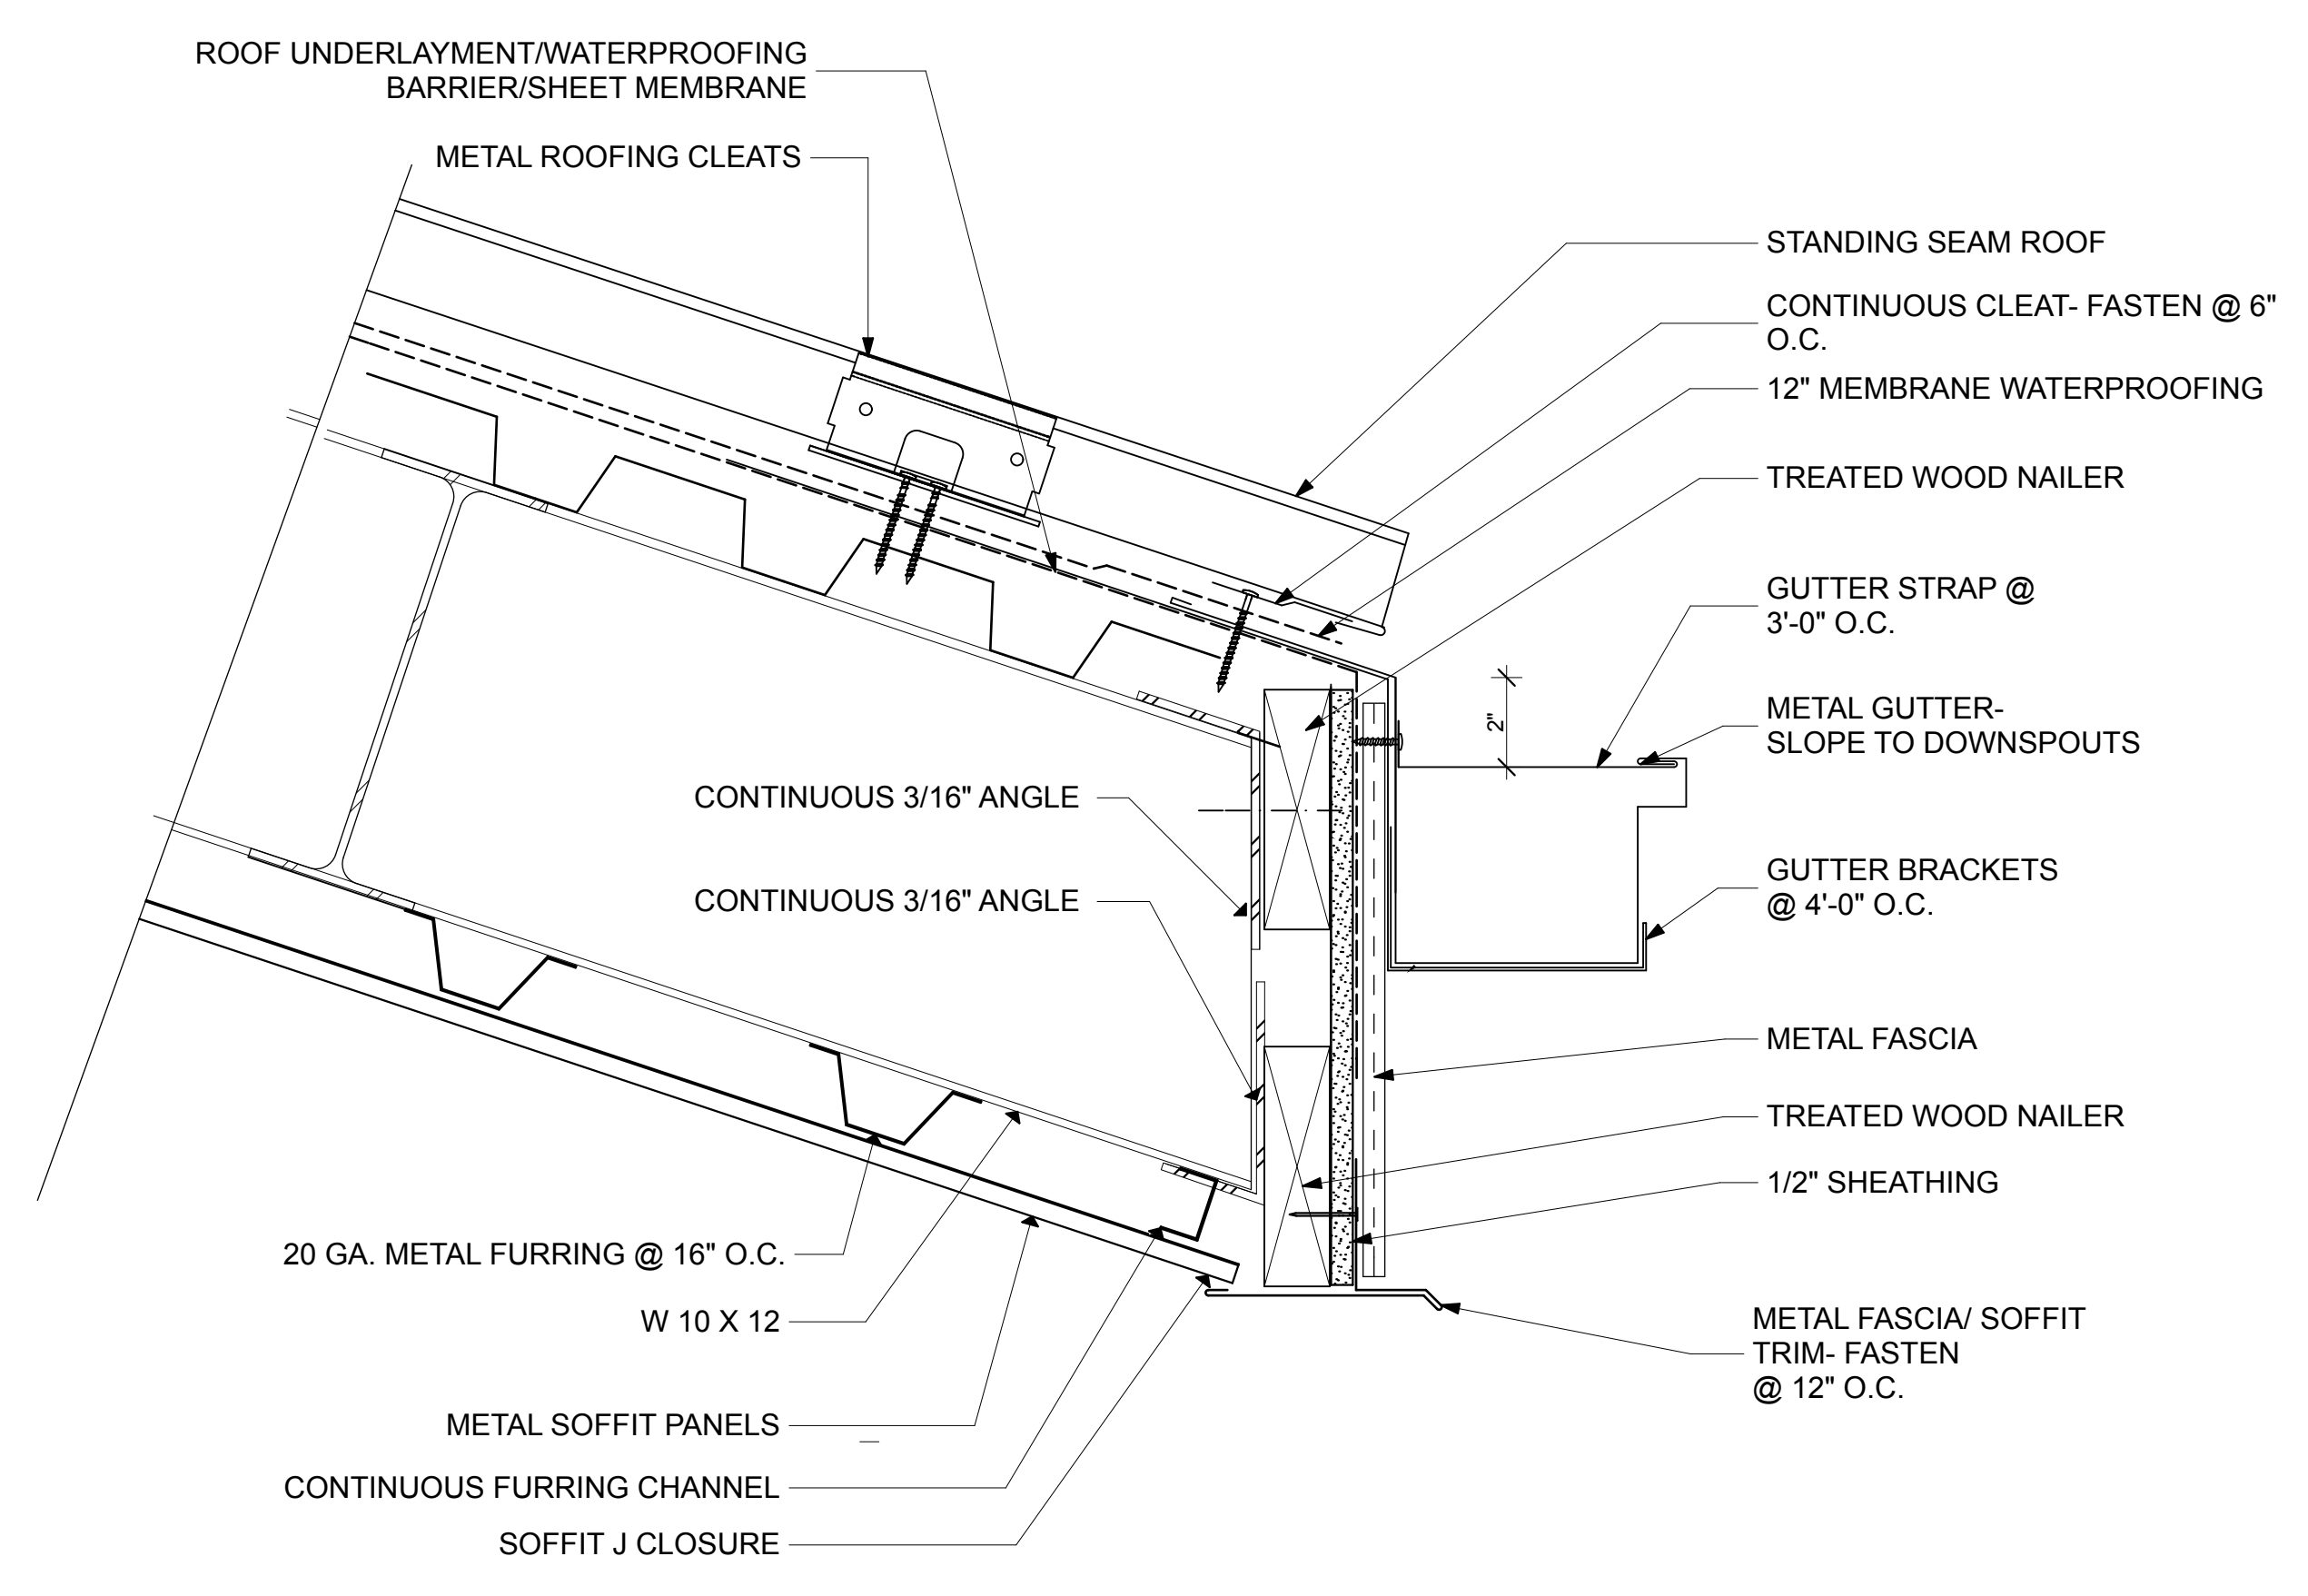 ROOF UNDERLAYMENT/WATERPROOFING
BARRIER/SHEET MEMBRANE
METAL ROOFING CLEATS
STANDING SEAM ROOF
CONTINUOUS CLEAT- FASTEN @ 6"
O.C.
12" MEMBRANE WATERPROOFING
TREATED WOOD NAILER
GUTTER STRAP @
3'-0" O.C.
2"
METAL GUTTER-
SLOPE TO DOWNSPOUTS
CONTINUOUS 3/16" ANGLE
GUTTER BRACKETS
@ 4'-0" O.C.
CONTINUOUS 3/16" ANGLE
METAL FASCIA
TREATED WOOD NAILER
1/2" SHEATHING
20 GA. METAL FURRING @ 16" O.C.
W 10 X 12
METAL FASCIA/ SOFFIT
TRIM- FASTEN
@ 12" O.C.
METAL SOFFIT PANELS
CONTINUOUS FURRING CHANNEL
SOFFIT J CLOSURE